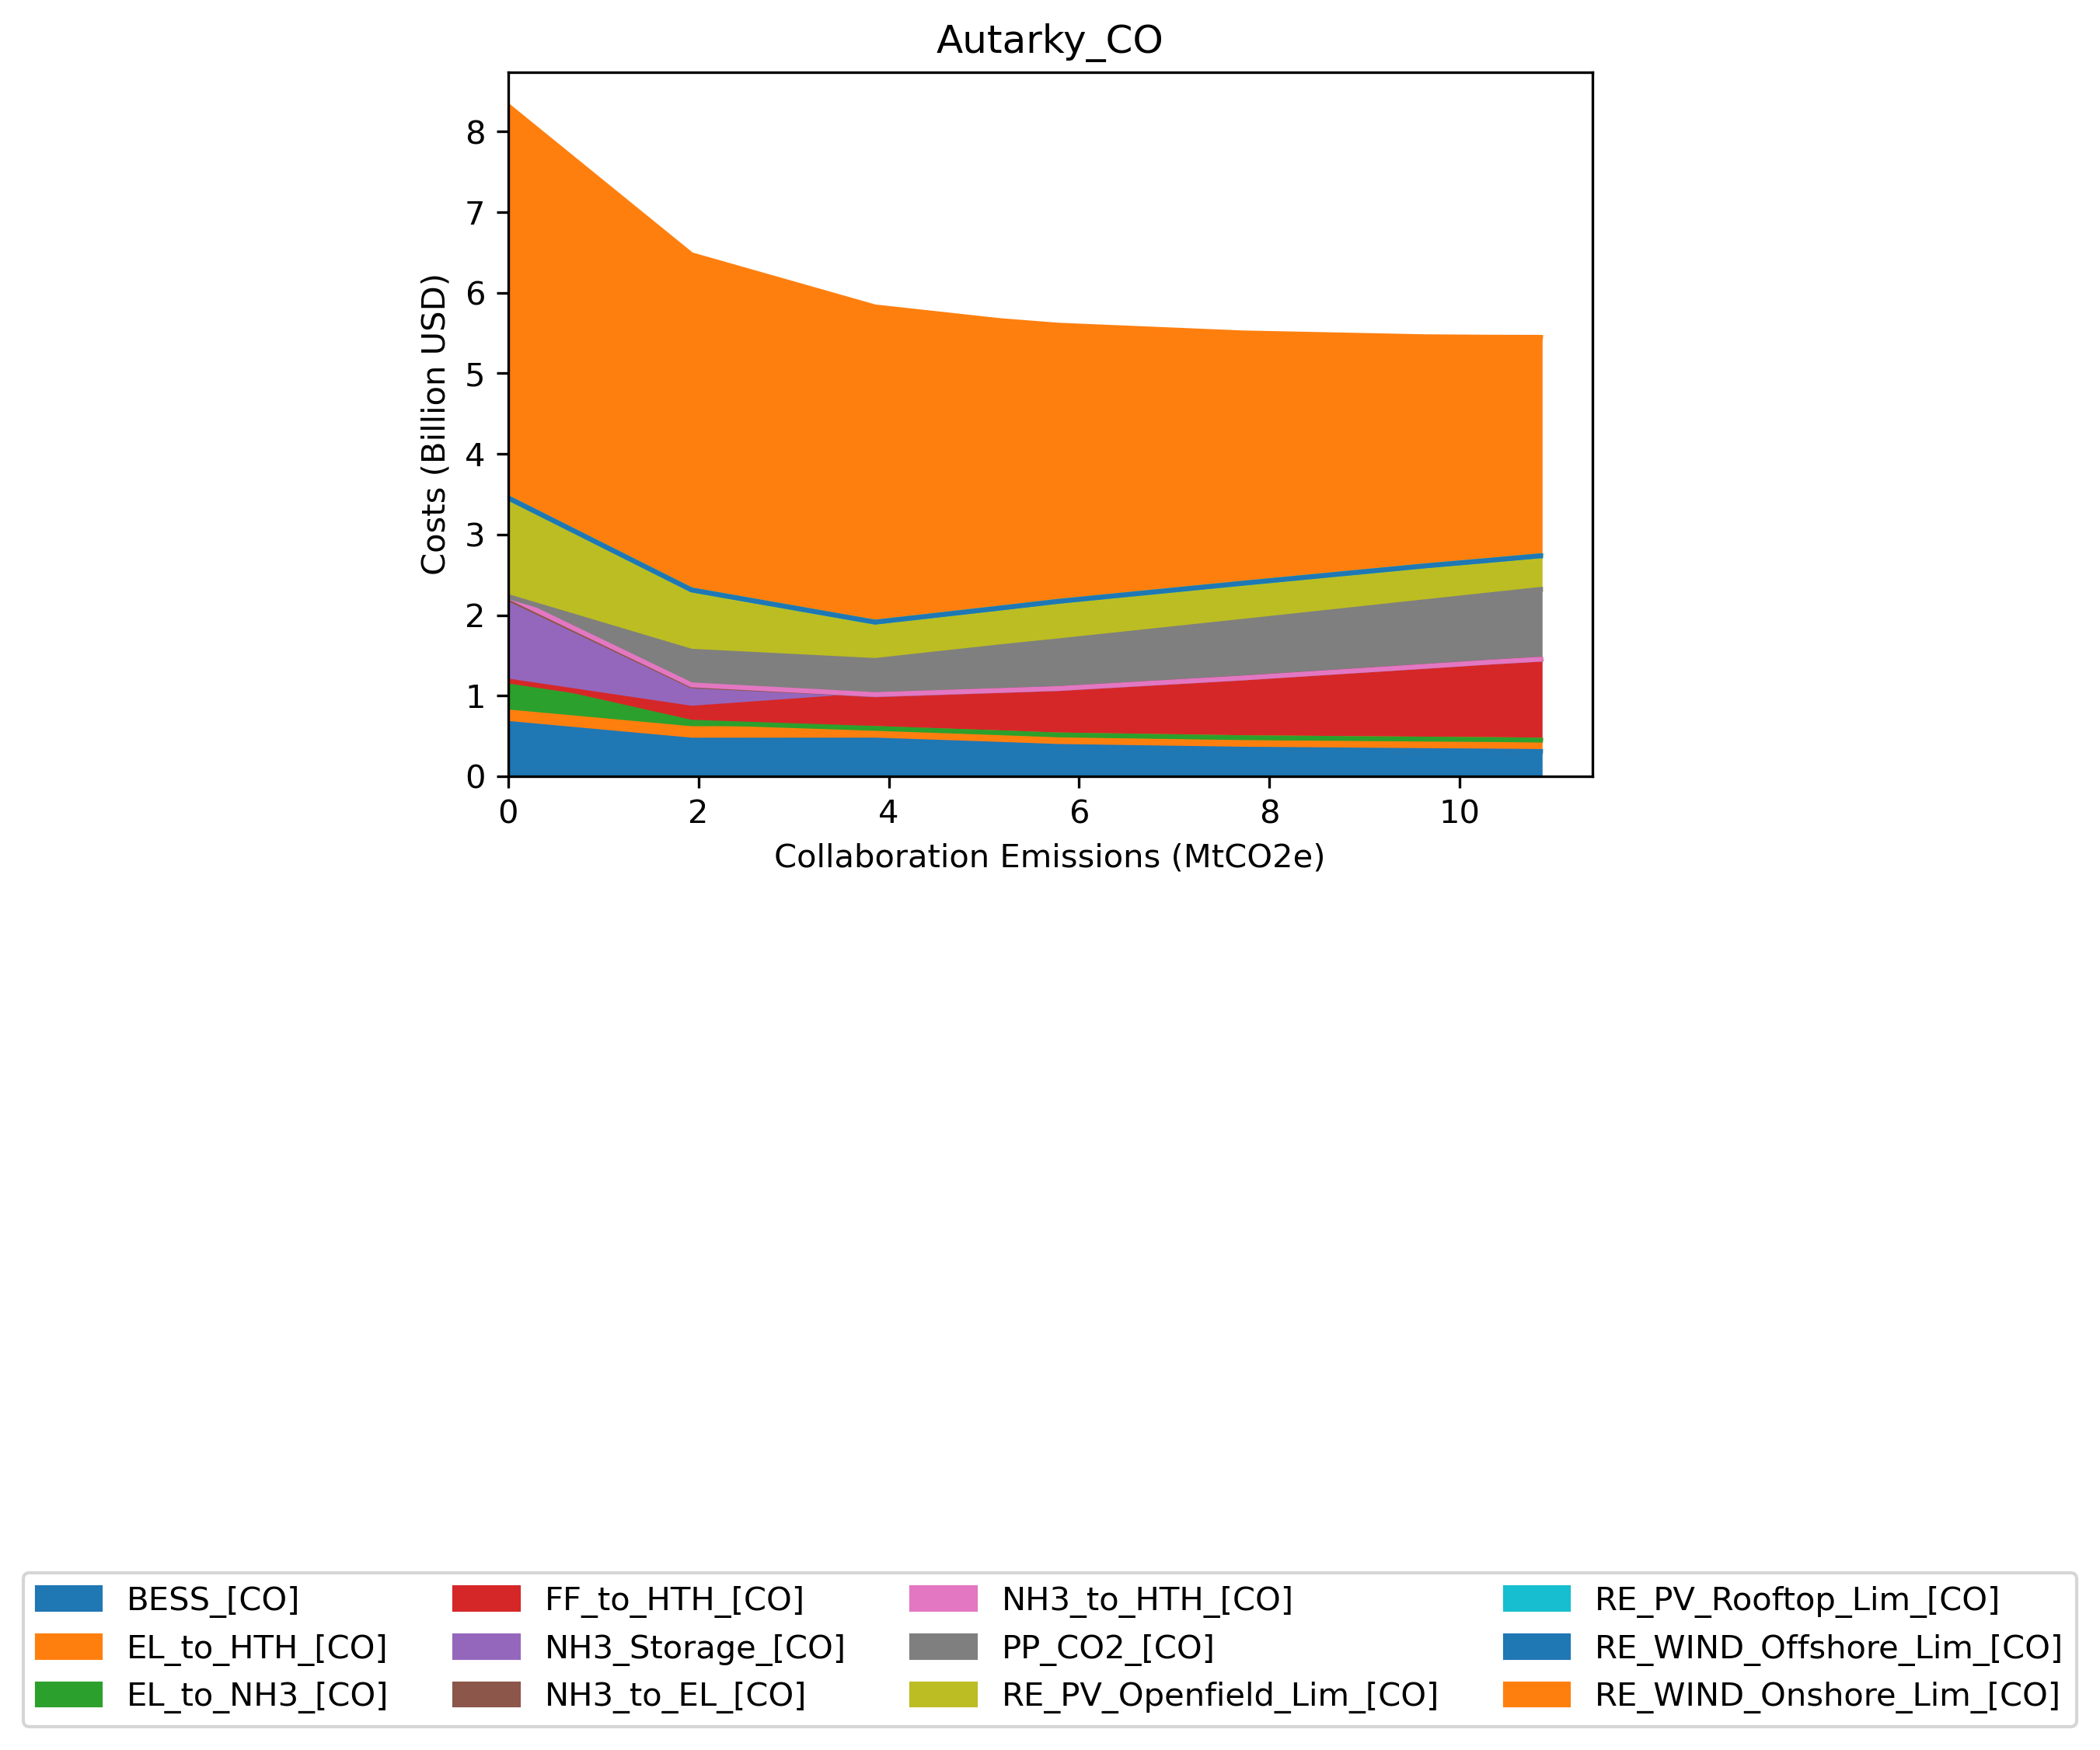 Autarky_CO
Costs (Billion USD)
8
7
6
5
4
3
2
1
0
0 2 4 6 8 10
Collaboration Emissions (MtCO2e)
BESS_[CO] FF_to_HTH_[CO] NH3_to_HTH_[CO] RE_PV_Rooftop_Lim_[CO]
EL_to_HTH_[CO] NH3_Storage_[CO] PP_CO2_[CO] RE_WIND_Offshore_Lim_[CO]
EL_to_NH3_[CO] NH3_to_EL_[CO] RE_PV_Openfield_Lim_[CO] RE_WIND_Onshore_Lim_[CO]